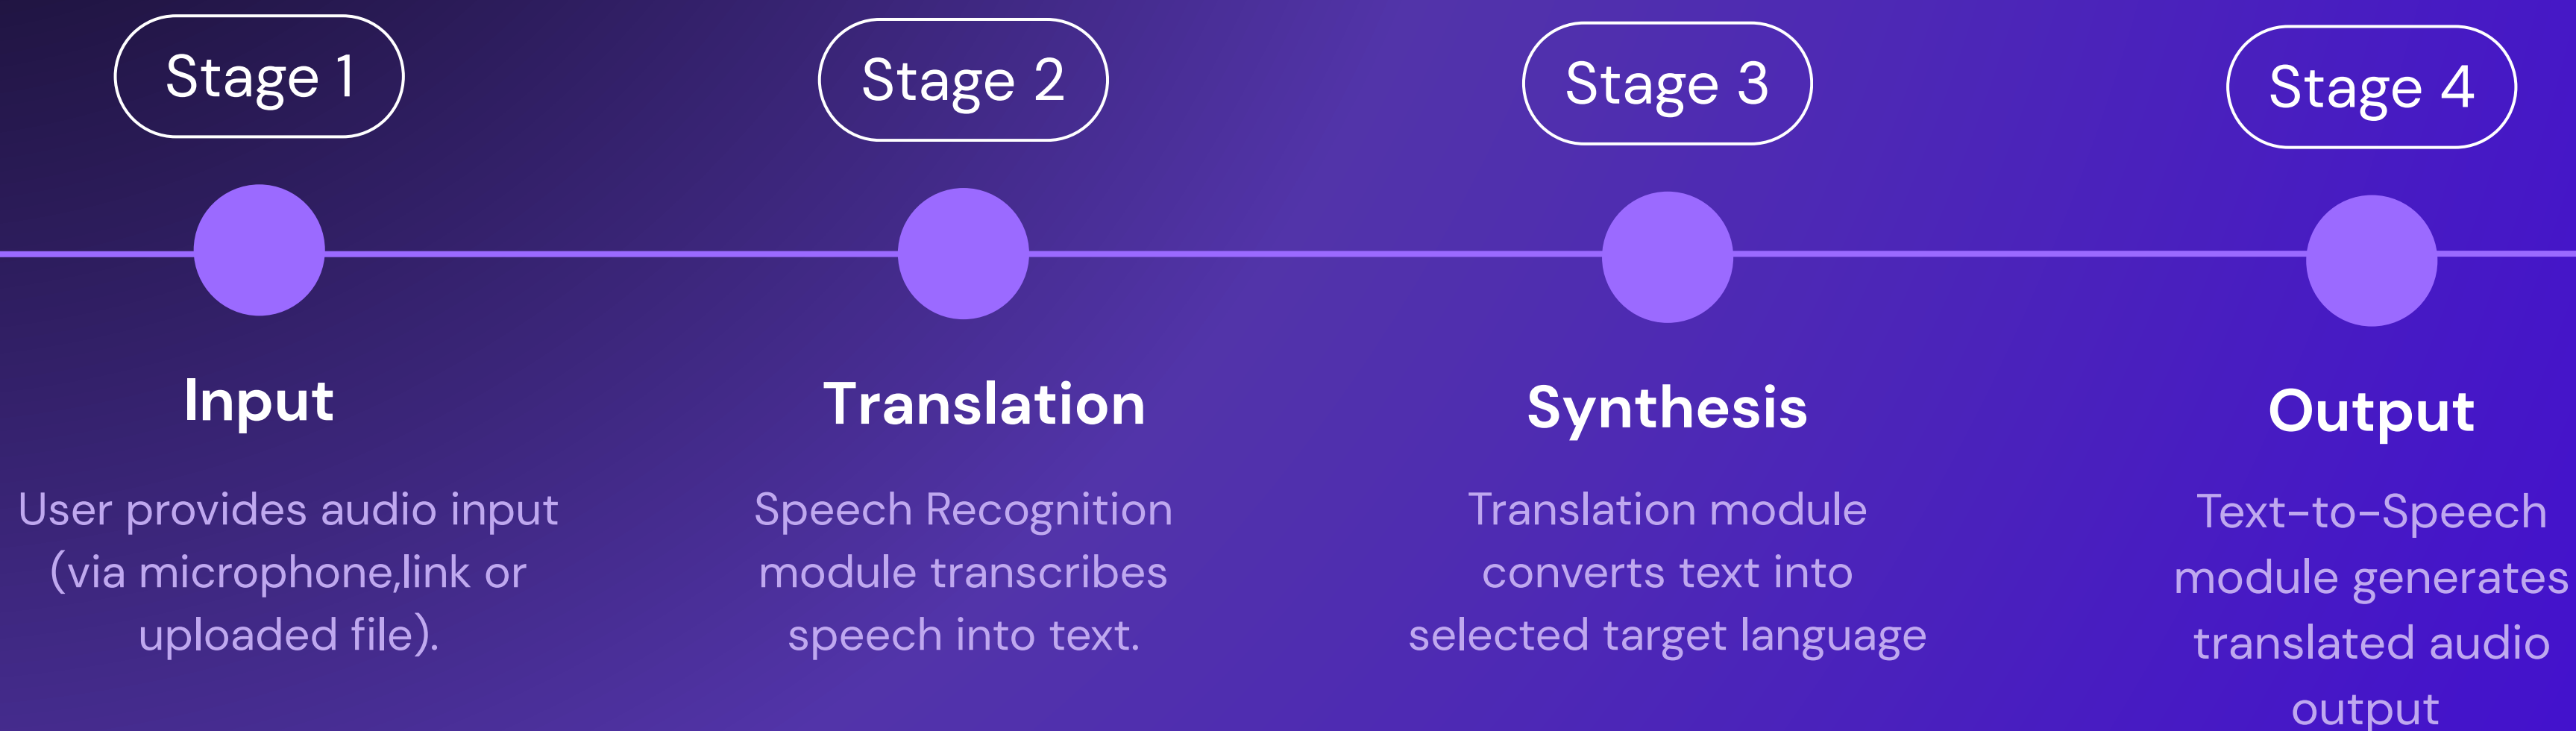 Stage 1
Stage 2
Stage 3
Stage 4
Input
Translation
Synthesis
Output
User provides audio input
(via microphone,link or
uploaded file).
Speech Recognition
module transcribes
speech into text.
Translation module
converts text into
selected target language
Text-to-Speech
module generates
translated audio
output